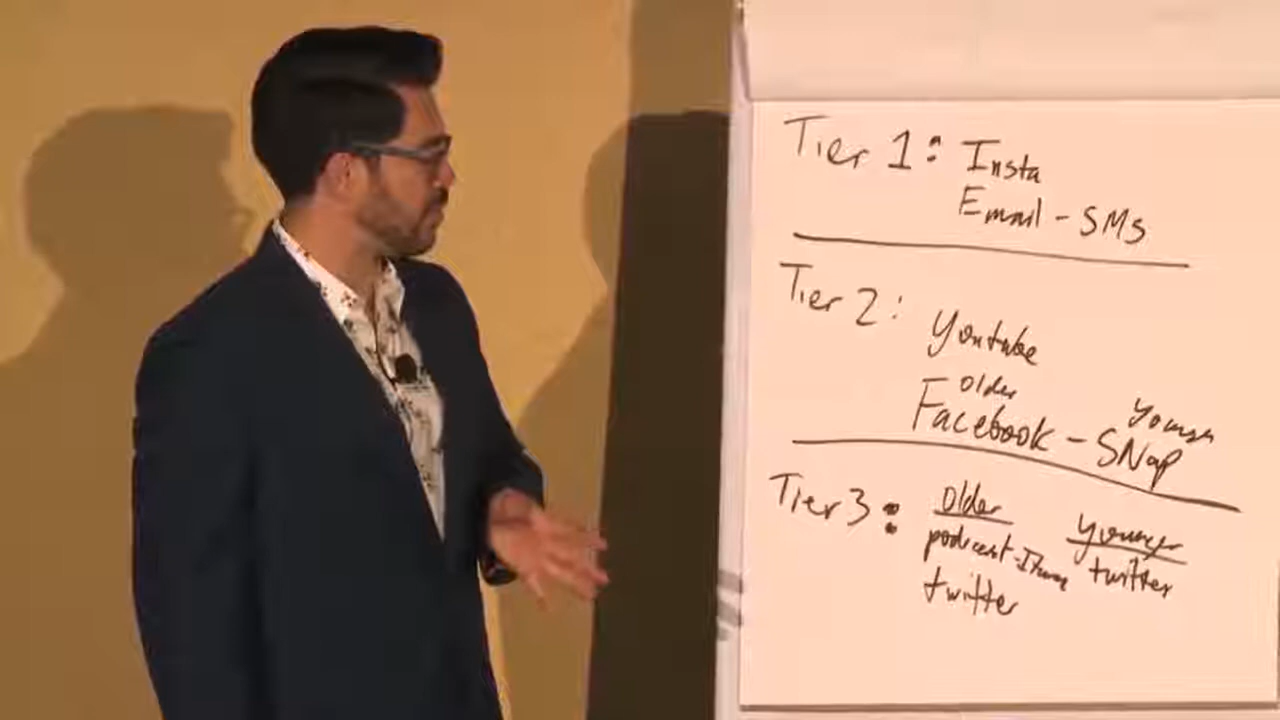 Tier 1: Insta
Email - SMS
Tier 2: Youtube
older younger
Facebook - SNap
Tier 3: older younger
podcast - Itunes twitter
twitter